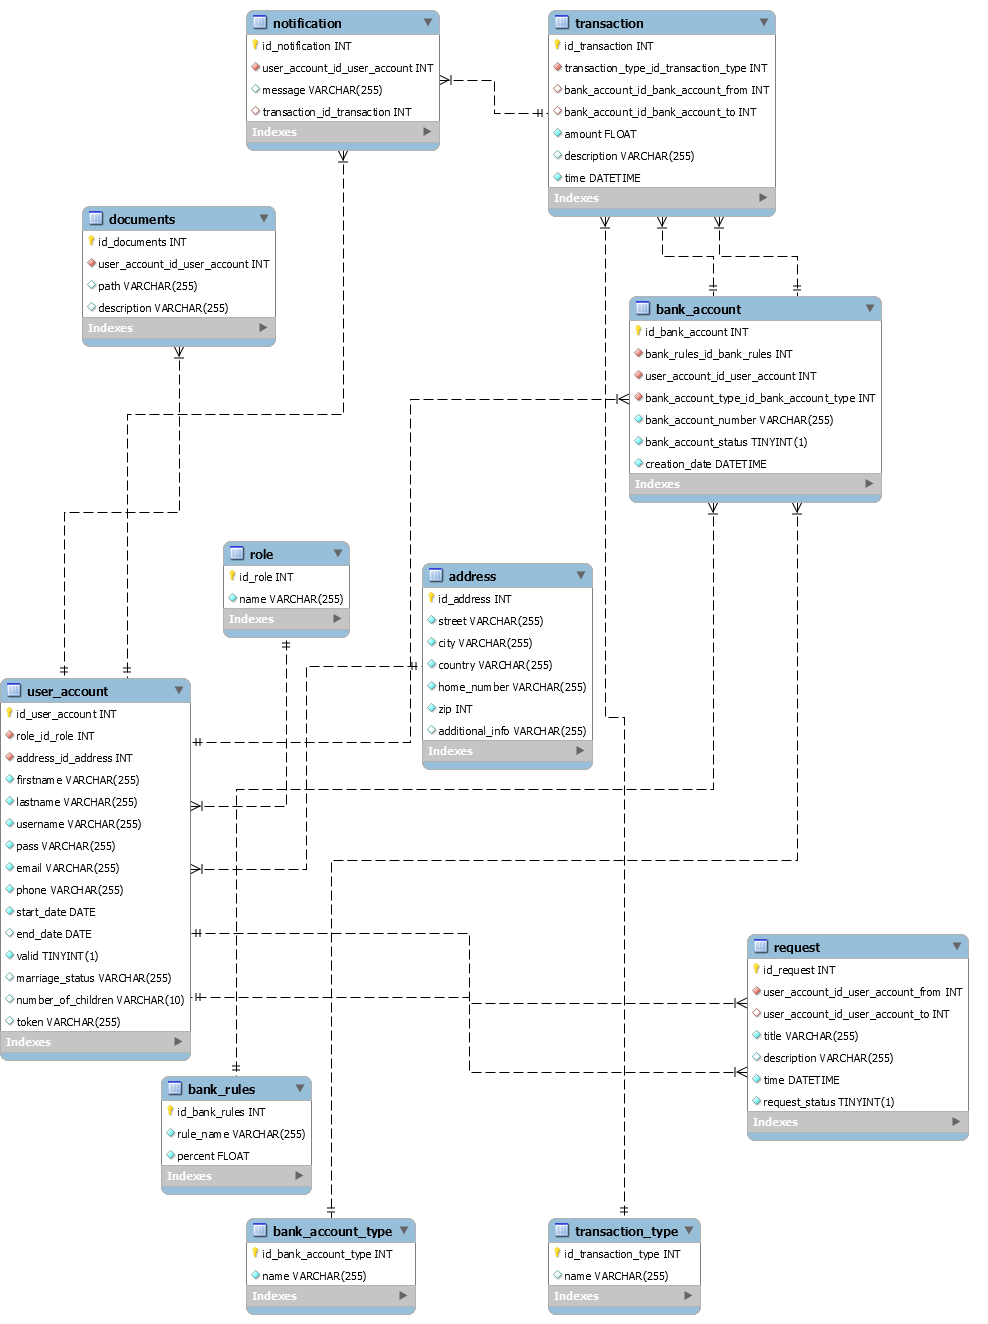 notification
id_notification INT
user_account_id_user_account INT
message VARCHAR(255)
transaction_id_transaction INT
Indexes
transaction
id_transaction INT
transaction_type_id_transaction_type INT
bank_account_id_bank_account_from INT
bank_account_id_bank_account_to INT
amount FLOAT
description VARCHAR(255)
time DATETIME
Indexes
documents
id_documents INT
user_account_id_user_account INT
path VARCHAR(255)
description VARCHAR(255)
Indexes
bank_account
id_bank_account INT
bank_rules_id_bank_rules INT
user_account_id_user_account INT
bank_account_type_id_bank_account_type INT
bank_account_number VARCHAR(255)
bank_account_status TINYINT(1)
creation_date DATETIME
Indexes
role
id_role INT
name VARCHAR(255)
Indexes
address
id_address INT
street VARCHAR(255)
city VARCHAR(255)
country VARCHAR(255)
home_number VARCHAR(255)
zip INT
additional_info VARCHAR(255)
Indexes
user_account
id_user_account INT
role_id_role INT
address_id_address INT
firstname VARCHAR(255)
lastname VARCHAR(255)
username VARCHAR(255)
pass VARCHAR(255)
email VARCHAR(255)
phone VARCHAR(255)
start_date DATE
end_date DATE
valid TINYINT(1)
marriage_status VARCHAR(255)
number_of_children VARCHAR(10)
token VARCHAR(255)
Indexes
request
id_request INT
user_account_id_user_account_from INT
user_account_id_user_account_to INT
title VARCHAR(255)
description VARCHAR(255)
time DATETIME
request_status TINYINT(1)
Indexes
bank_rules
id_bank_rules INT
rule_name VARCHAR(255)
percent FLOAT
Indexes
bank_account_type
id_bank_account_type INT
name VARCHAR(255)
Indexes
transaction_type
id_transaction_type INT
name VARCHAR(255)
Indexes